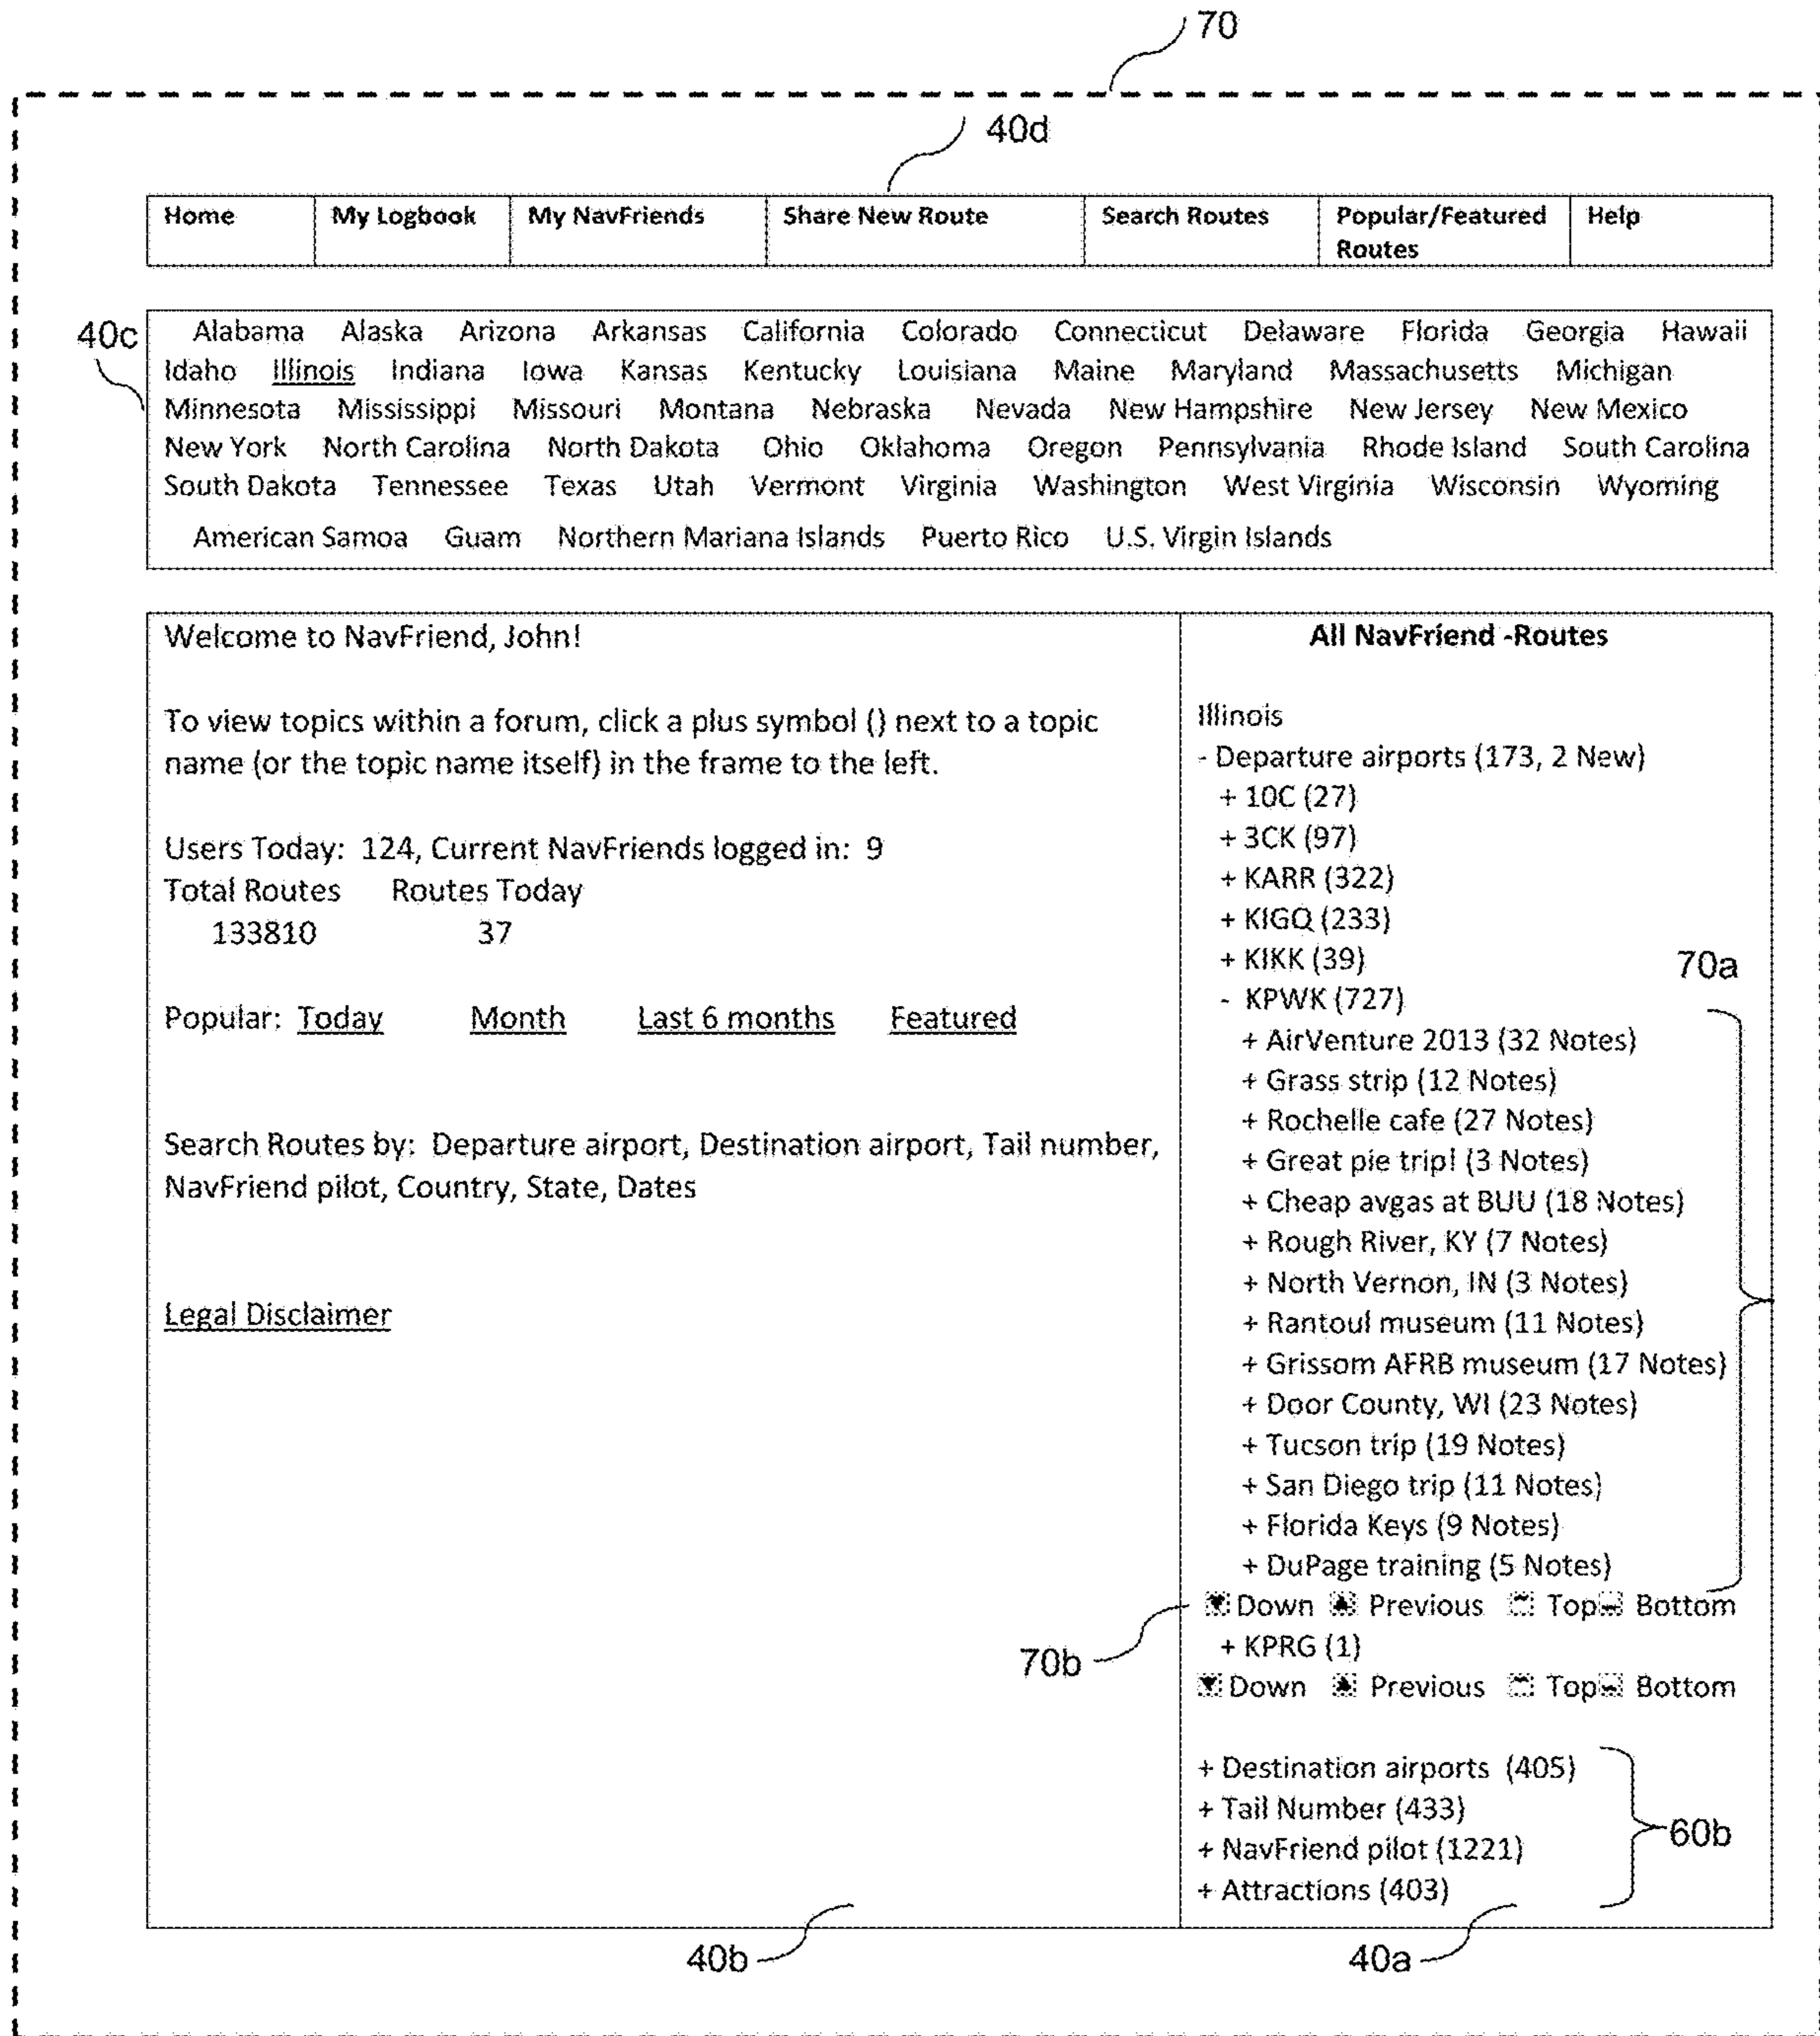 70
40d
Home My Logbook My NavFriends Share New Route Search Routes Popular/Featured Routes Help
40c
Alabama Alaska Arizona Arkansas California Colorado Connecticut Delaware Florida Georgia Hawaii
Idaho Illinois Indiana Iowa Kansas Kentucky Louisiana Maine Maryland Massachusetts Michigan
Minnesota Mississippi Missouri Montana Nebraska Nevada New Hampshire New Jersey New Mexico
New York North Carolina North Dakota Ohio Oklahoma Oregon Pennsylvania Rhode Island South Carolina
South Dakota Tennessee Texas Utah Vermont Virginia Washington West Virginia Wisconsin Wyoming
American Samoa Guam Northern Mariana Islands Puerto Rico U.S. Virgin Islands
Welcome to NavFriend, John!
To view topics within a forum, click a plus symbol () next to a topic
name (or the topic name itself) in the frame to the left.
Users Today: 124, Current NavFriends logged in: 9
Total Routes Routes Today
133810 37
Popular: Today Month Last 6 months Featured
Search Routes by: Departure airport, Destination airport, Tail number,
NavFriend pilot, Country, State, Dates
Legal Disclaimer
All NavFriend -Routes
Illinois
- Departure airports (173, 2 New)
+ 10C (27)
+ 3CK (97)
+ KARR (322)
+ KIGQ (233)
+ KIKK (39)
70a
- KPWK (727)
+ AirVenture 2013 (32 Notes)
+ Grass strip (12 Notes)
+ Rochelle cafe (27 Notes)
+ Great pie trip! (3 Notes)
+ Cheap avgas at BUU (18 Notes)
+ Rough River, KY (7 Notes)
+ North Vernon, IN (3 Notes)
+ Rantoul museum (11 Notes)
+ Grissom AFRB museum (17 Notes)
+ Door County, WI (23 Notes)
+ Tucson trip (19 Notes)
+ San Diego trip (11 Notes)
+ Florida Keys (9 Notes)
+ DuPage training (5 Notes)
Down Previous Top Bottom
70b
+ KPRG (1)
Down Previous Top Bottom
+ Destination airports (405)
+ Tail Number (433)
60b
+ NavFriend pilot (1221)
+ Attractions (403)
40b
40a